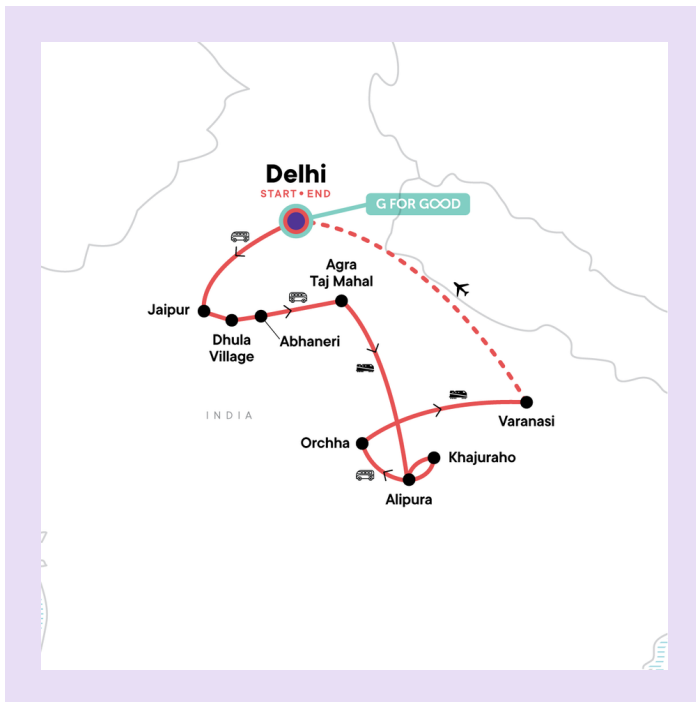 Delhi
START • END
G FOR GOOD
Agra
Taj Mahal
Jaipur
Dhula
Village
Abhaneri
INDIA
Varanasi
Orchha
Khajuraho
Alipura